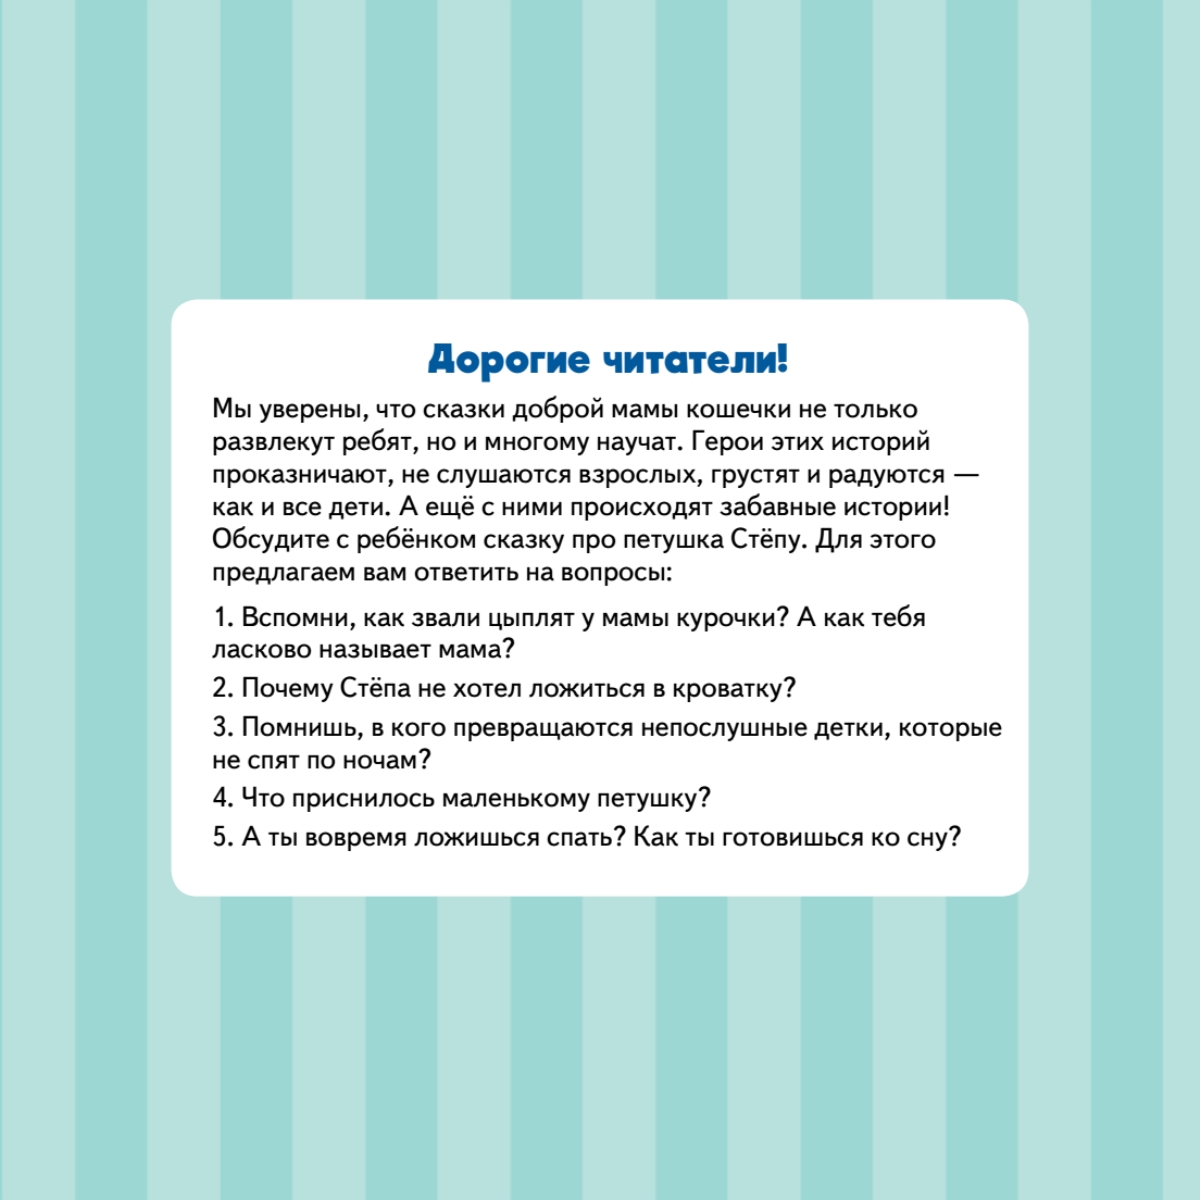 Дорогие читатели!
Мы уверены, что сказки доброй мамы кошечки не только
развлекут ребят, но и многому научат. Герои этих историй
проказничают, не слушаются взрослых, грустят и радуются —
как и все дети. А ещё с ними происходят забавные истории!
Обсудите с ребёнком сказку про петушка Стёпу. Для этого
предлагаем вам ответить на вопросы:
1. Вспомни, как звали цыплят у мамы курочки? А как тебя
ласково называет мама?
2. Почему Стёпа не хотел ложиться в кроватку?
3. Помнишь, в кого превращаются непослушные детки, которые
не спят по ночам?
4. Что приснилось маленькому петушку?
5. А ты вовремя ложишься спать? Как ты готовишься ко сну?